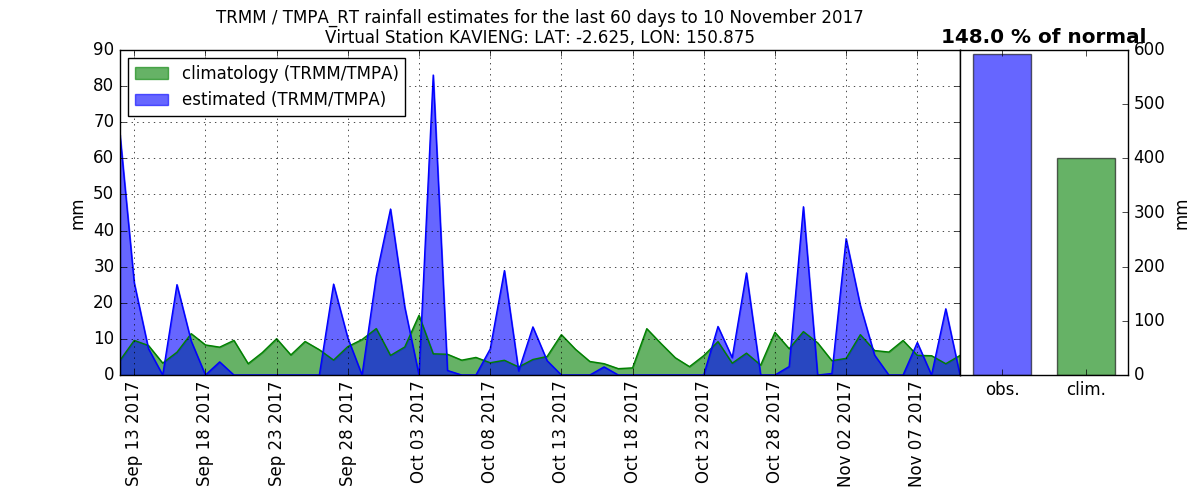 TRMM / TMPA_RT rainfall estimates for the last 60 days to 10 November 2017
Virtual Station KAVIENG: LAT: -2.625, LON: 150.875
148.0 % of normal
climatology (TRMM/TMPA)
estimated (TRMM/TMPA)
mm
90
80
70
60
50
40
30
20
10
0
Sep 13 2017
Sep 18 2017
Sep 23 2017
Sep 28 2017
Oct 03 2017
Oct 08 2017
Oct 13 2017
Oct 18 2017
Oct 23 2017
Oct 28 2017
Nov 02 2017
Nov 07 2017
600
500
400
300
200
100
0
mm
obs.
clim.